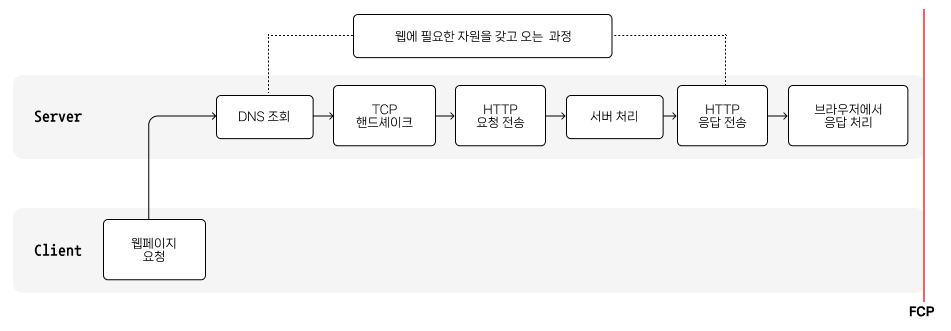 웹에 필요한 자원을 갖고 오는 과정
Server
DNS 조회
TCP
핸드셰이크
HTTP
요청 전송
서버 처리
HTTP
응답 전송
브라우저에서
응답 처리
Client
웹페이지
요청
FCP